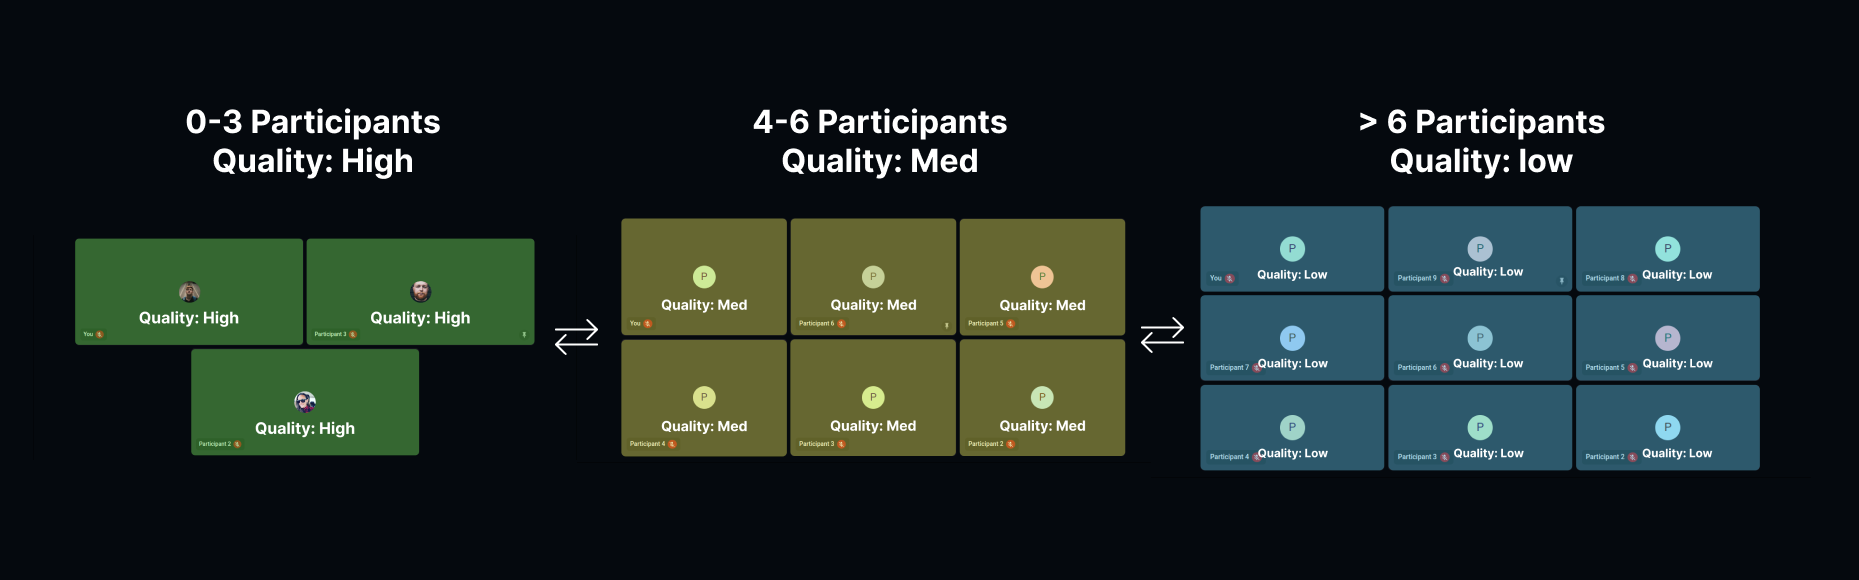 0-3 Participants
Quality: High
Quality: High
You
Quality: High
Participant 3
Quality: High
Participant 2
4-6 Participants
Quality: Med
P
Quality: Med
You
P
Quality: Med
Participant 6
P
Quality: Med
Participant 5
P
Quality: Med
Participant 4
P
Quality: Med
Participant 3
P
Quality: Med
Participant 2
> 6 Participants
Quality: low
P
Quality: Low
You
P
Quality: Low
Participant 9
P
Quality: Low
Participant 8
P
Quality: Low
Participant 7
P
Quality: Low
Participant 6
P
Quality: Low
Participant 5
P
Quality: Low
Participant 4
P
Quality: Low
Participant 3
P
Quality: Low
Participant 2